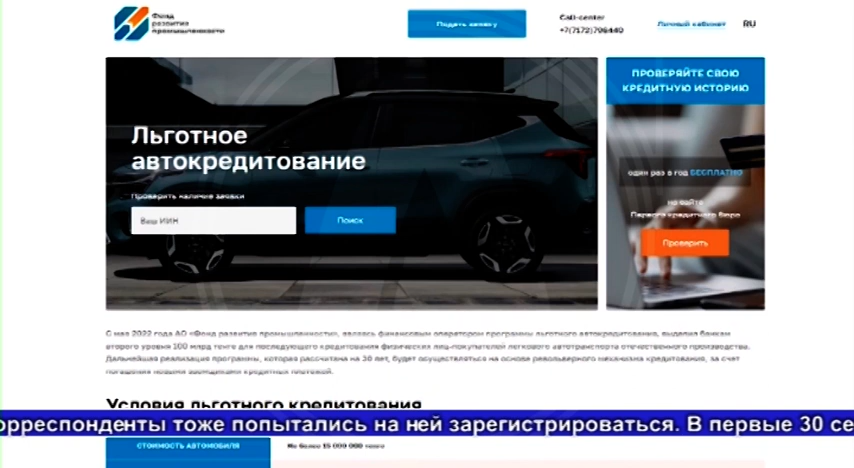 Фонд
развития
промышленности
Подать заявку
Call-center
+7(7172)796440
Личный кабинет
RU
Льготное
автокредитование
Проверить наличие заявки
Ваш ИИН
Поиск
ПРОВЕРЯЙТЕ СВОЮ
КРЕДИТНУЮ ИСТОРИЮ
один раз в год БЕСПЛАТНО
на сайте
Первого кредитного бюро
Проверить
С мая 2022 года АО «Фонд развития промышленности», являясь финансовым оператором программы льготного автокредитования, выделил банкам
второго уровня 100 млрд тенге для последующего кредитования физических лиц-покупателей легкового автотранспорта отечественного производства.
Дальнейшая реализация программы, которая рассчитана на 30 лет, будет осуществляться на основе револьверного механизма кредитования, за счет
погашения новыми заемщиками кредитных платежей.
Условия льготного кредитования
орреспонденты тоже попытались на ней зарегистрироваться. В первые 30 се
СТОИМОСТЬ АВТОМОБИЛЯ
Не более 15 000 000 тенге